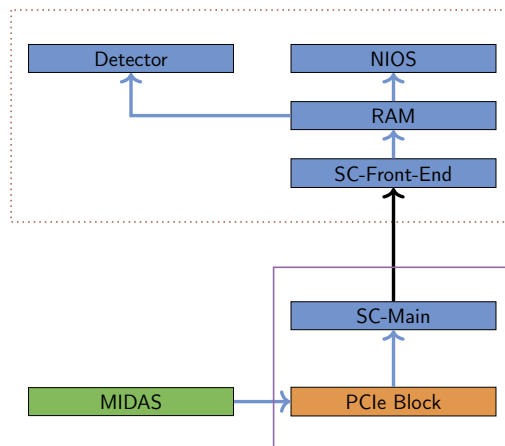 Detector
NIOS
RAM
SC-Front-End
SC-Main
MIDAS
PCIe Block